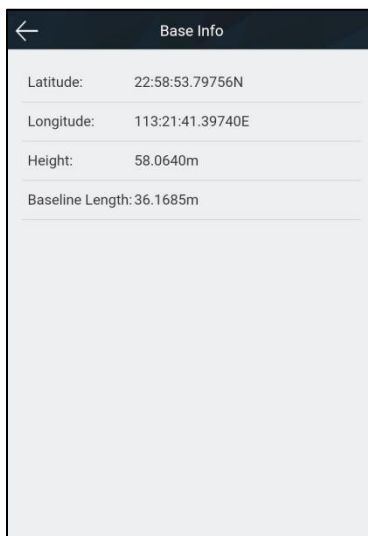 Base Info
Latitude: 22:58:53.79756N
Longitude: 113:21:41.39740E
Height: 58.0640m
Baseline Length: 36.1685m